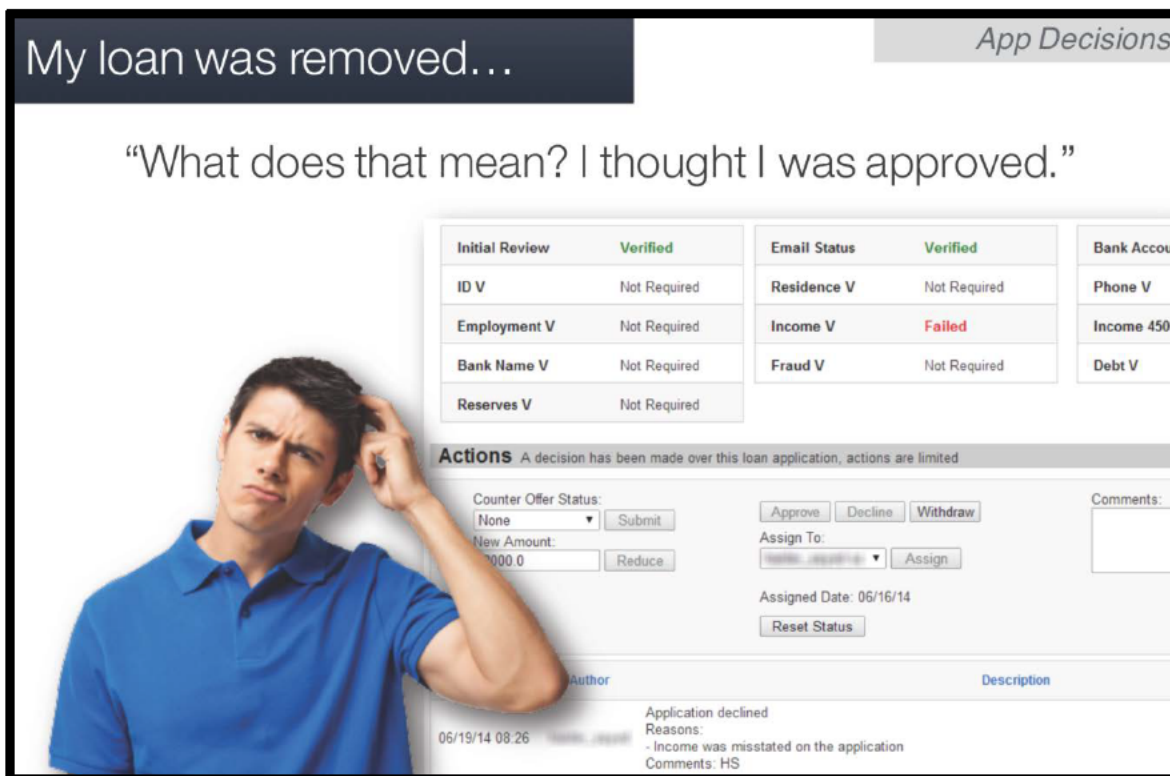 My loan was removed...
App Decisions
“What does that mean? I thought I was approved.”
Initial Review Verified Email Status Verified Bank
ID V Not Required Residence V Not Required Phone V
Employment V Not Required Income V Failed Income
Bank Name V Not Required Fraud V Not Required Debt V
Reserves V Not Required
Actions A decision has been made over this loan application, actions are limited
Counter Offer Status:
None Submit
New Amount:
Reduce
Approve Decline Withdraw
Assign To:
Assign
Assigned Date: 06/16/14
Reset Status
Comments:
Author Description
06/19/14 08:26
Application declined
Reasons:
- Income was misstated on the application
Comments: HS